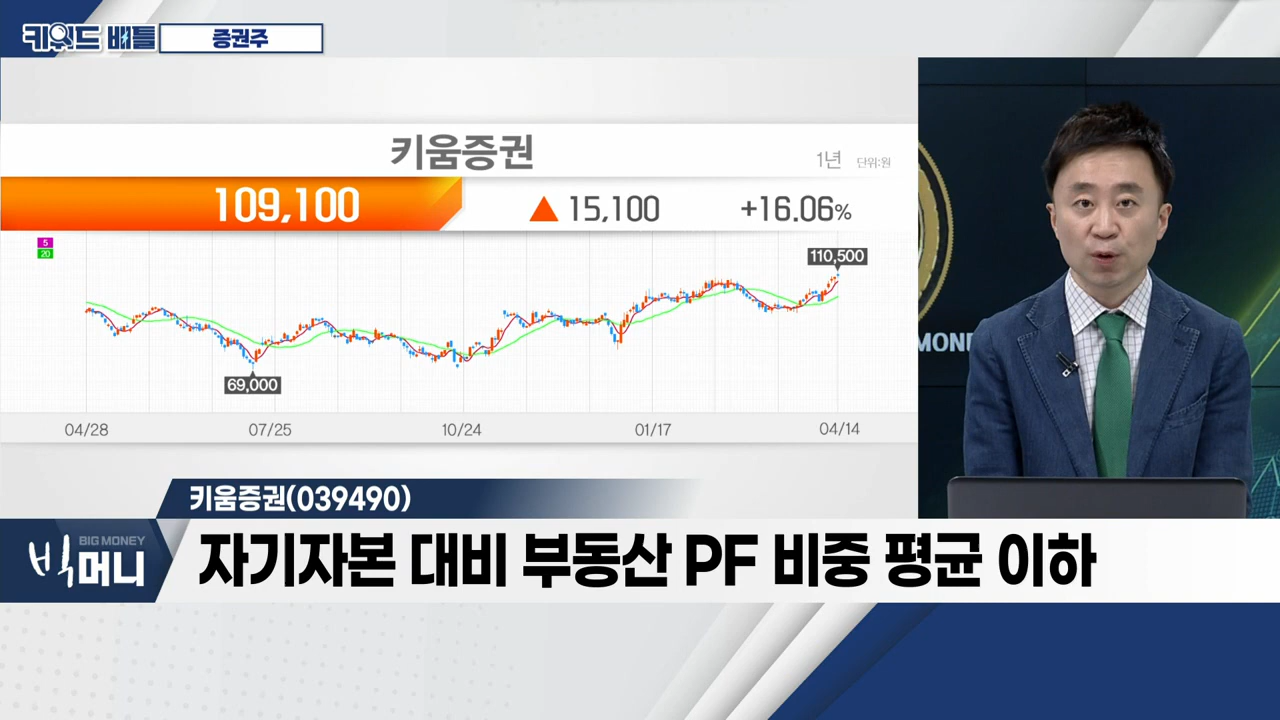 키워드 배틀
증권주
키움증권
1년 단위:원
109,100
▲ 15,100
+16.06%
5
20
110,500
69,000
04/28 07/25 10/24 01/17 04/14
MONE
키움증권(039490)
BIG MONEY
빅머니
자기자본 대비 부동산 PF 비중 평균 이하